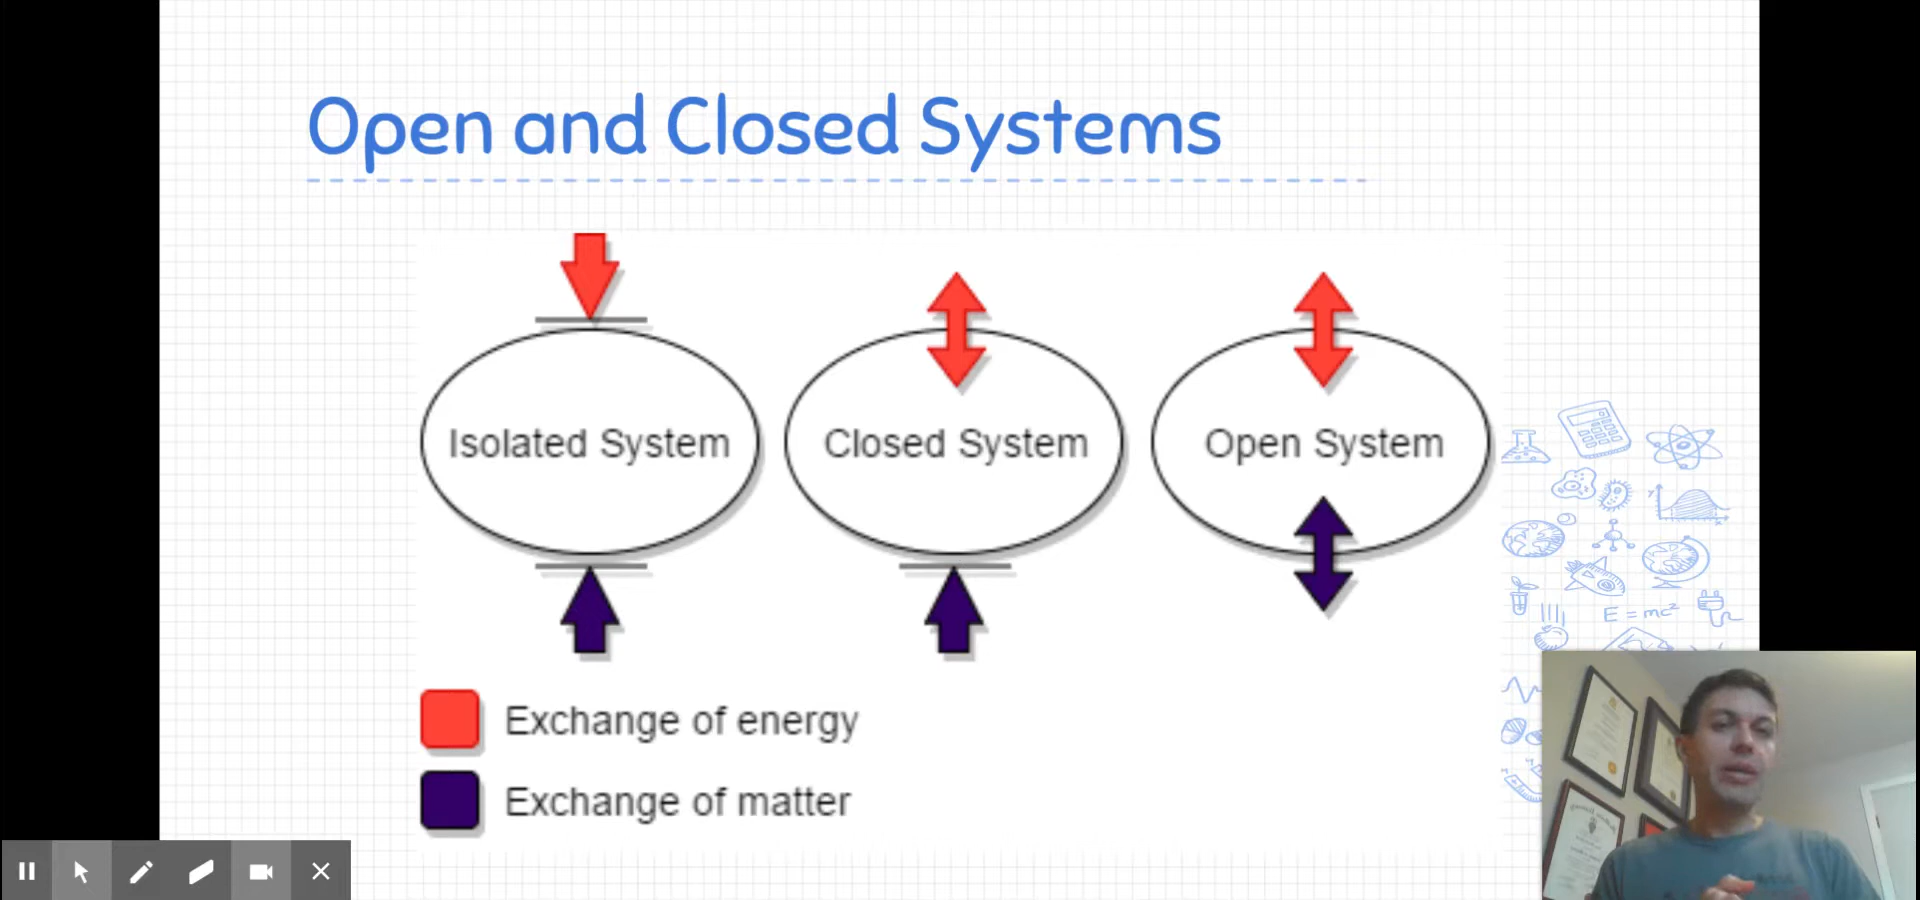 Open and Closed Systems
Isolated System
Closed System
Open System
E = mc²
Exchange of energy
Exchange of matter